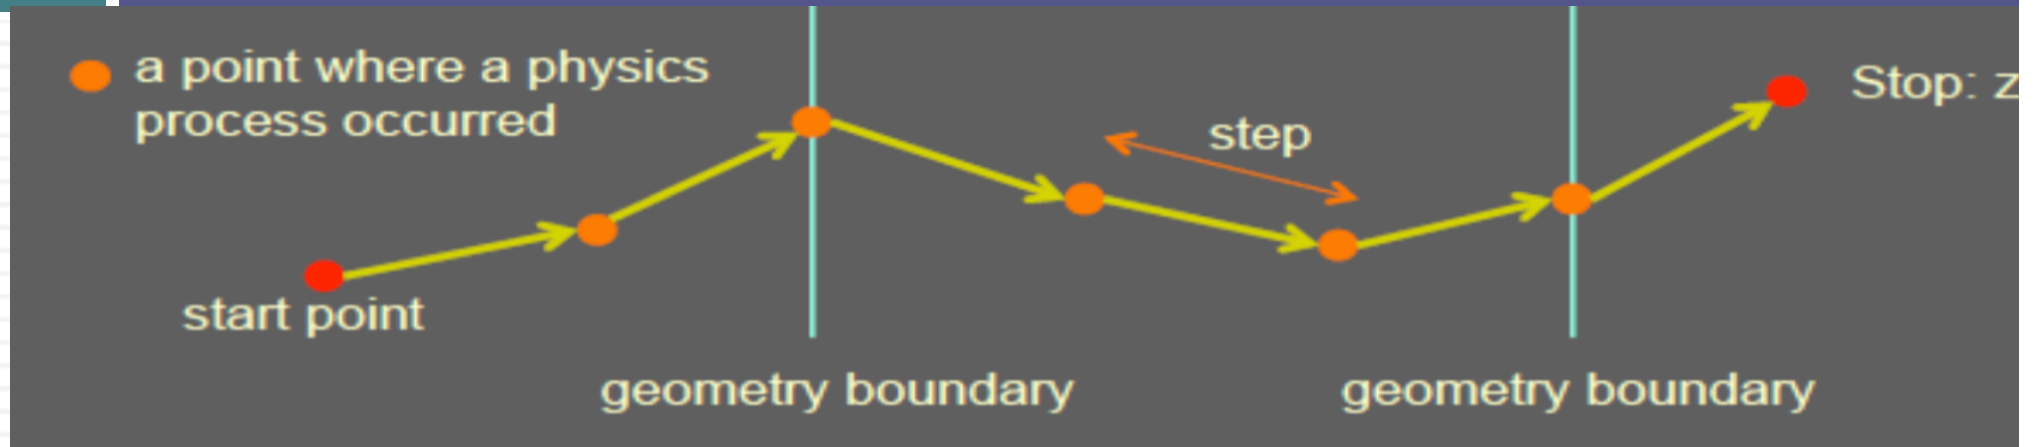 a point where a physics
process occurred
Stop: z
step
start point
geometry boundary
geometry boundary